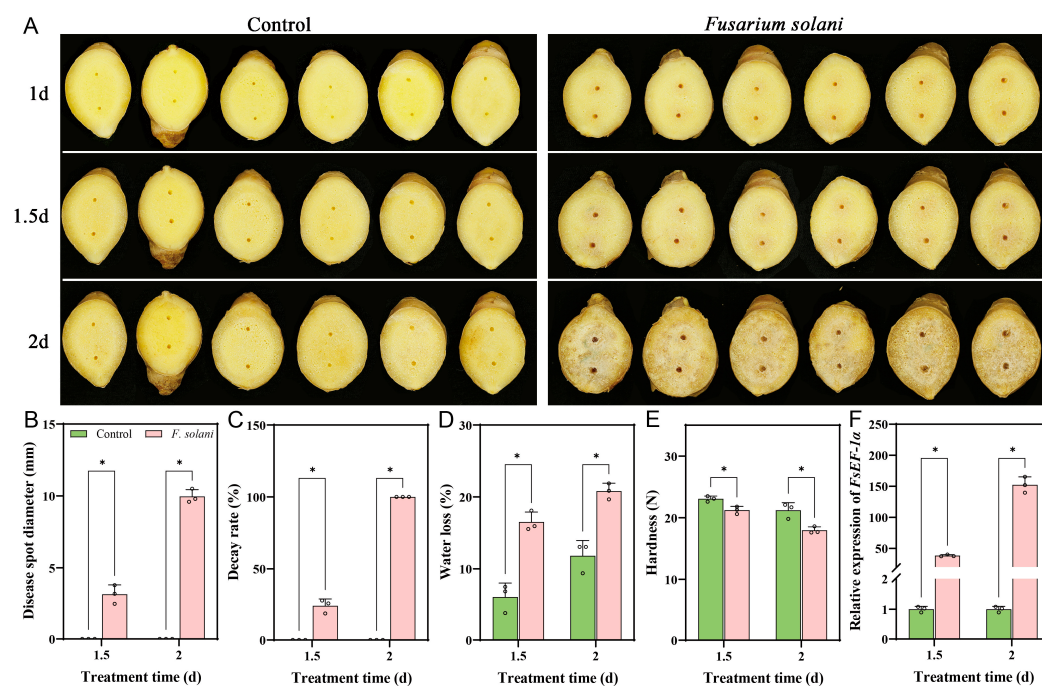 A
Control
Fusarium solani
1d
1.5d
2d
B
Disease spot diameter (mm)
15
10
5
0
Control
F. solani
*
*
1.5
2
Treatment time (d)
C
Decay rate (%)
150
100
50
0
*
*
1.5
2
Treatment time (d)
D
Water loss (%)
30
20
10
0
*
*
1.5
2
Treatment time (d)
E
Hardness (N)
30
20
10
0
*
*
1.5
2
Treatment time (d)
F
Relative expression of FsEF-1α
250
200
150
100
50
2
1
0
*
*
1.5
2
Treatment time (d)